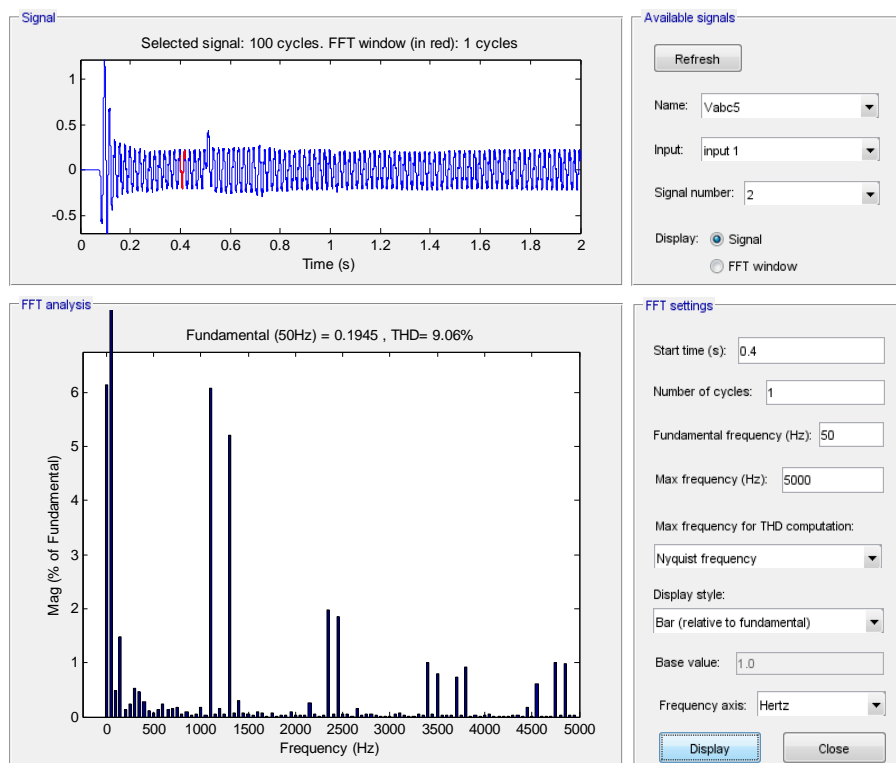 Signal
Selected signal: 100 cycles. FFT window (in red): 1 cycles
1
0.5
0
-0.5
0 0.2 0.4 0.6 0.8 1 1.2 1.4 1.6 1.8 2
Time (s)
Available signals
Refresh
Name: Vabc5
Input: input 1
Signal number: 2
Display: Signal
FFT window
FFT analysis
Fundamental (50Hz) = 0.1945 , THD= 9.06%
6
5
4
3
2
1
0
Mag (% of Fundamental)
0 500 1000 1500 2000 2500 3000 3500 4000 4500 5000
Frequency (Hz)
FFT settings
Start time (s): 0.4
Number of cycles: 1
Fundamental frequency (Hz): 50
Max frequency (Hz): 5000
Max frequency for THD computation:
Nyquist frequency
Display style:
Bar (relative to fundamental)
Base value: 1.0
Frequency axis: Hertz
Display Close